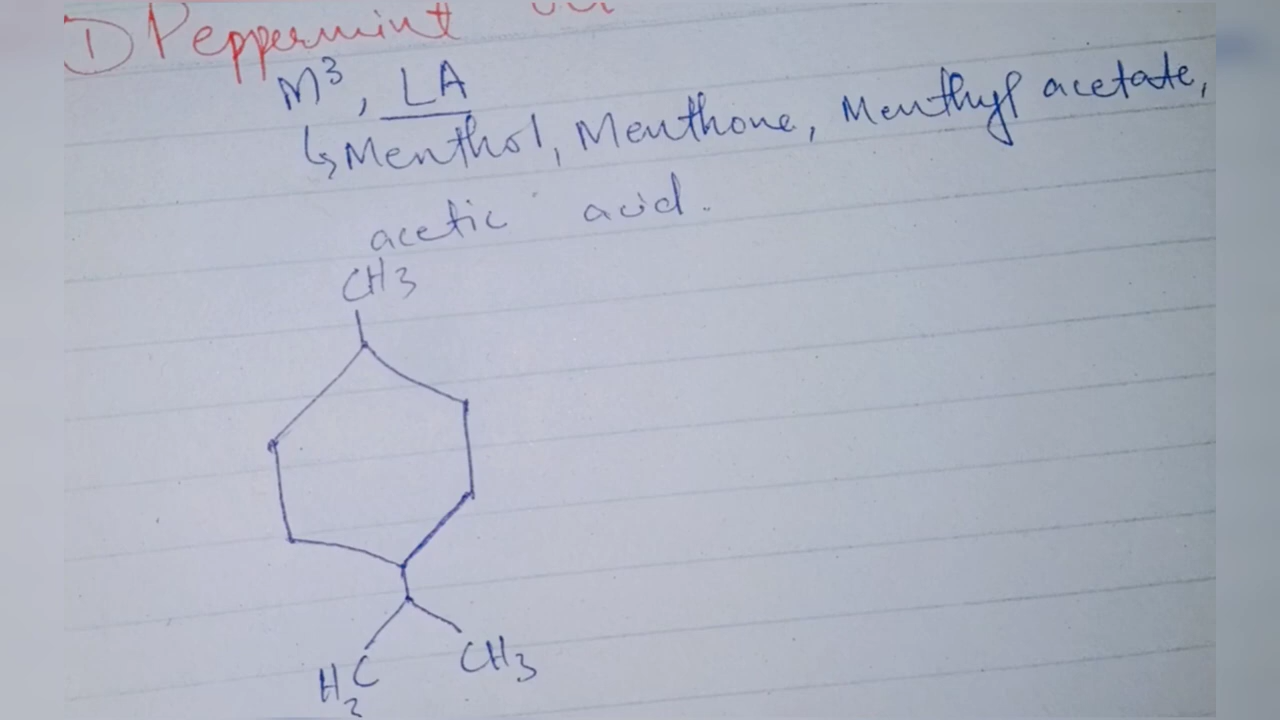 1) Peppermint
M³, LA
↳ Menthol, Menthone, Menthyl acetate,
acetic acid.
CH3
H2C CH3